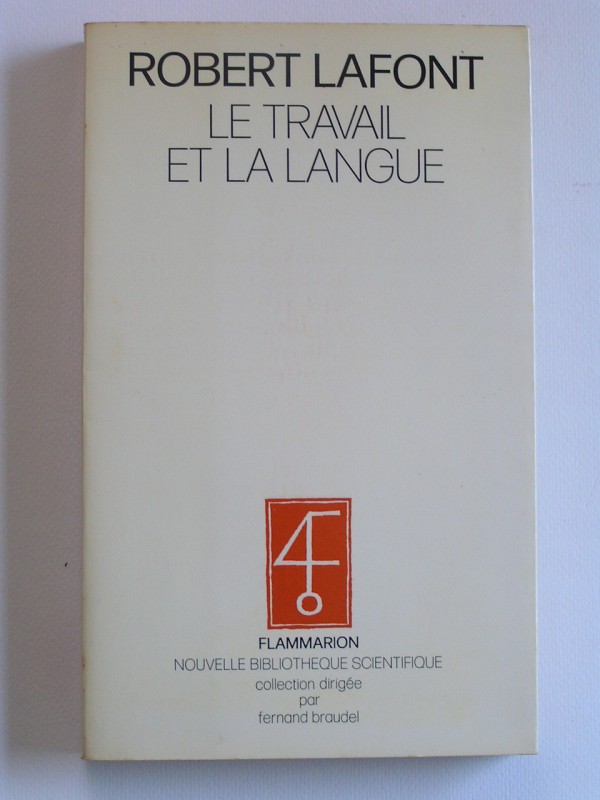 ROBERT LAFONT
LE TRAVAIL
ET LA LANGUE
FLAMMARION
NOUVELLE BIBLIOTHEQUE SCIENTIFIQUE
collection dirigée
par
fernand braudel